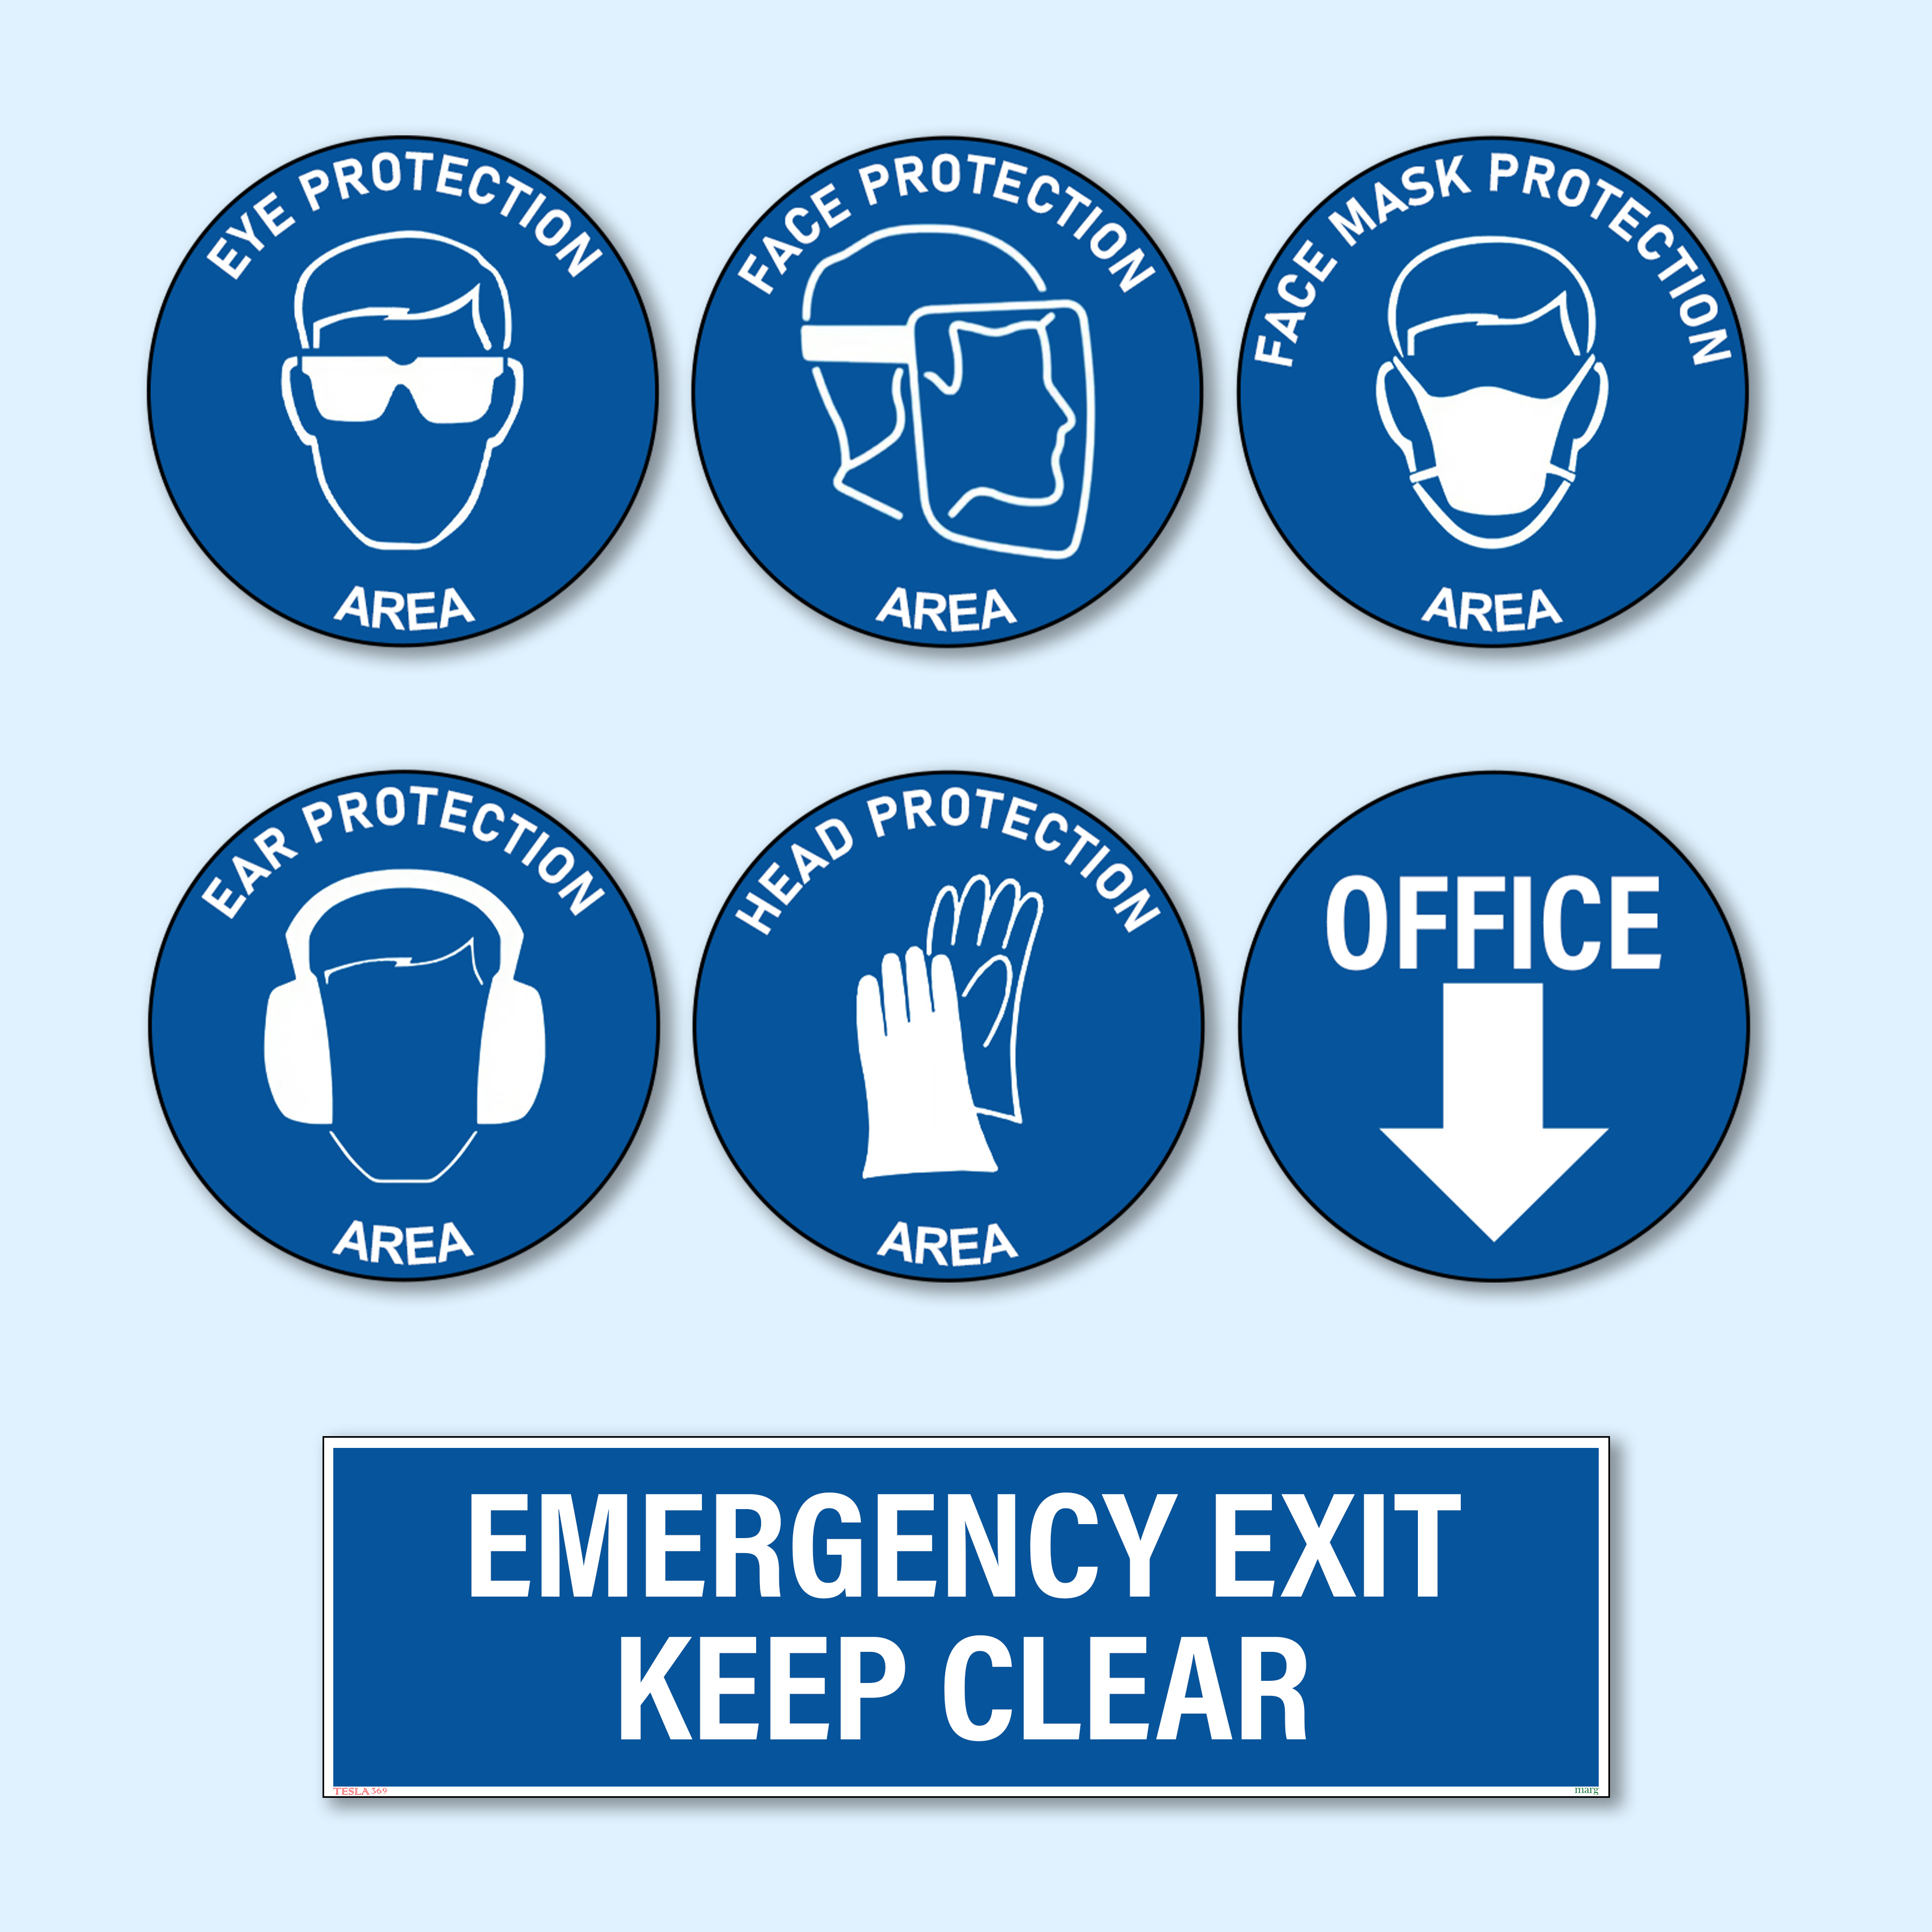 EYE PROTECTION
AREA
FACE PROTECTION
AREA
FACE MASK PROTECTION
AREA
EAR PROTECTION
AREA
HEAD PROTECTION
AREA
OFFICE
EMERGENCY EXIT
KEEP CLEAR
TESLA 369
marg